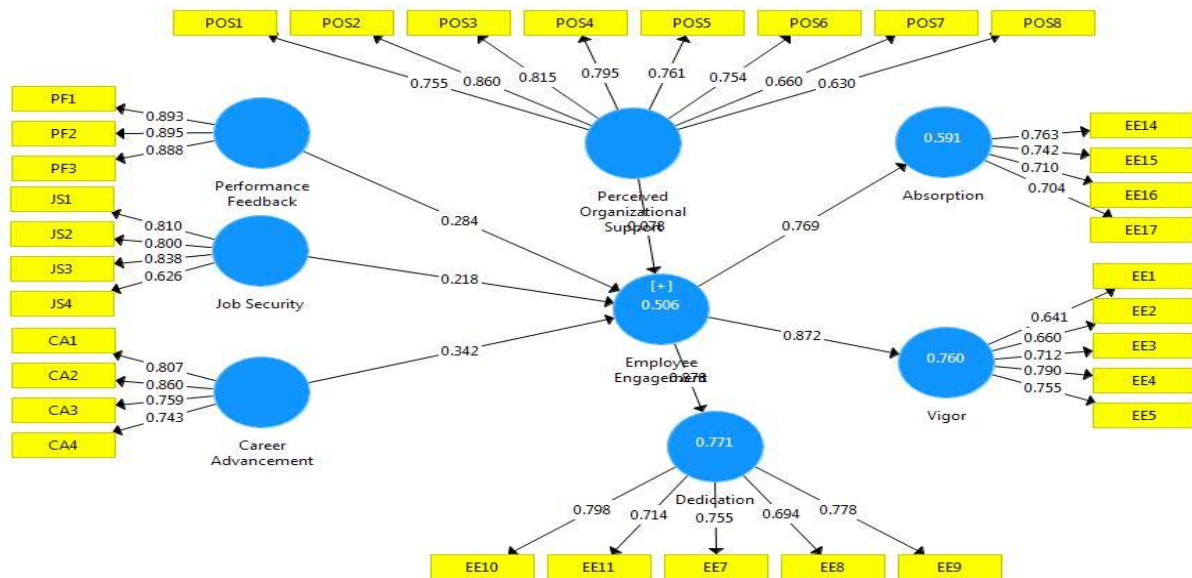 POS1
POS2
POS3
POS4
POS5
POS6
POS7
POS8
0.755
0.860
0.815
0.795
0.761
0.754
0.660
0.630
PF1
PF2
PF3
0.893
0.895
0.888
Performance
Feedback
JS1
JS2
JS3
JS4
0.810
0.800
0.838
0.626
Job Security
CA1
CA2
CA3
CA4
0.807
0.860
0.759
0.743
Career
Advancement
0.284
0.218
0.342
Perceived
Organizational
Support
0.078
[+]
0.506
Employee
Engagement
0.769
0.872
0.878
0.591
Absorption
0.763
0.742
0.710
0.704
EE14
EE15
EE16
EE17
0.760
Vigor
0.641
0.660
0.712
0.790
0.755
EE1
EE2
EE3
EE4
EE5
0.771
Dedication
0.798
0.714
0.755
0.694
0.778
EE10
EE11
EE7
EE8
EE9